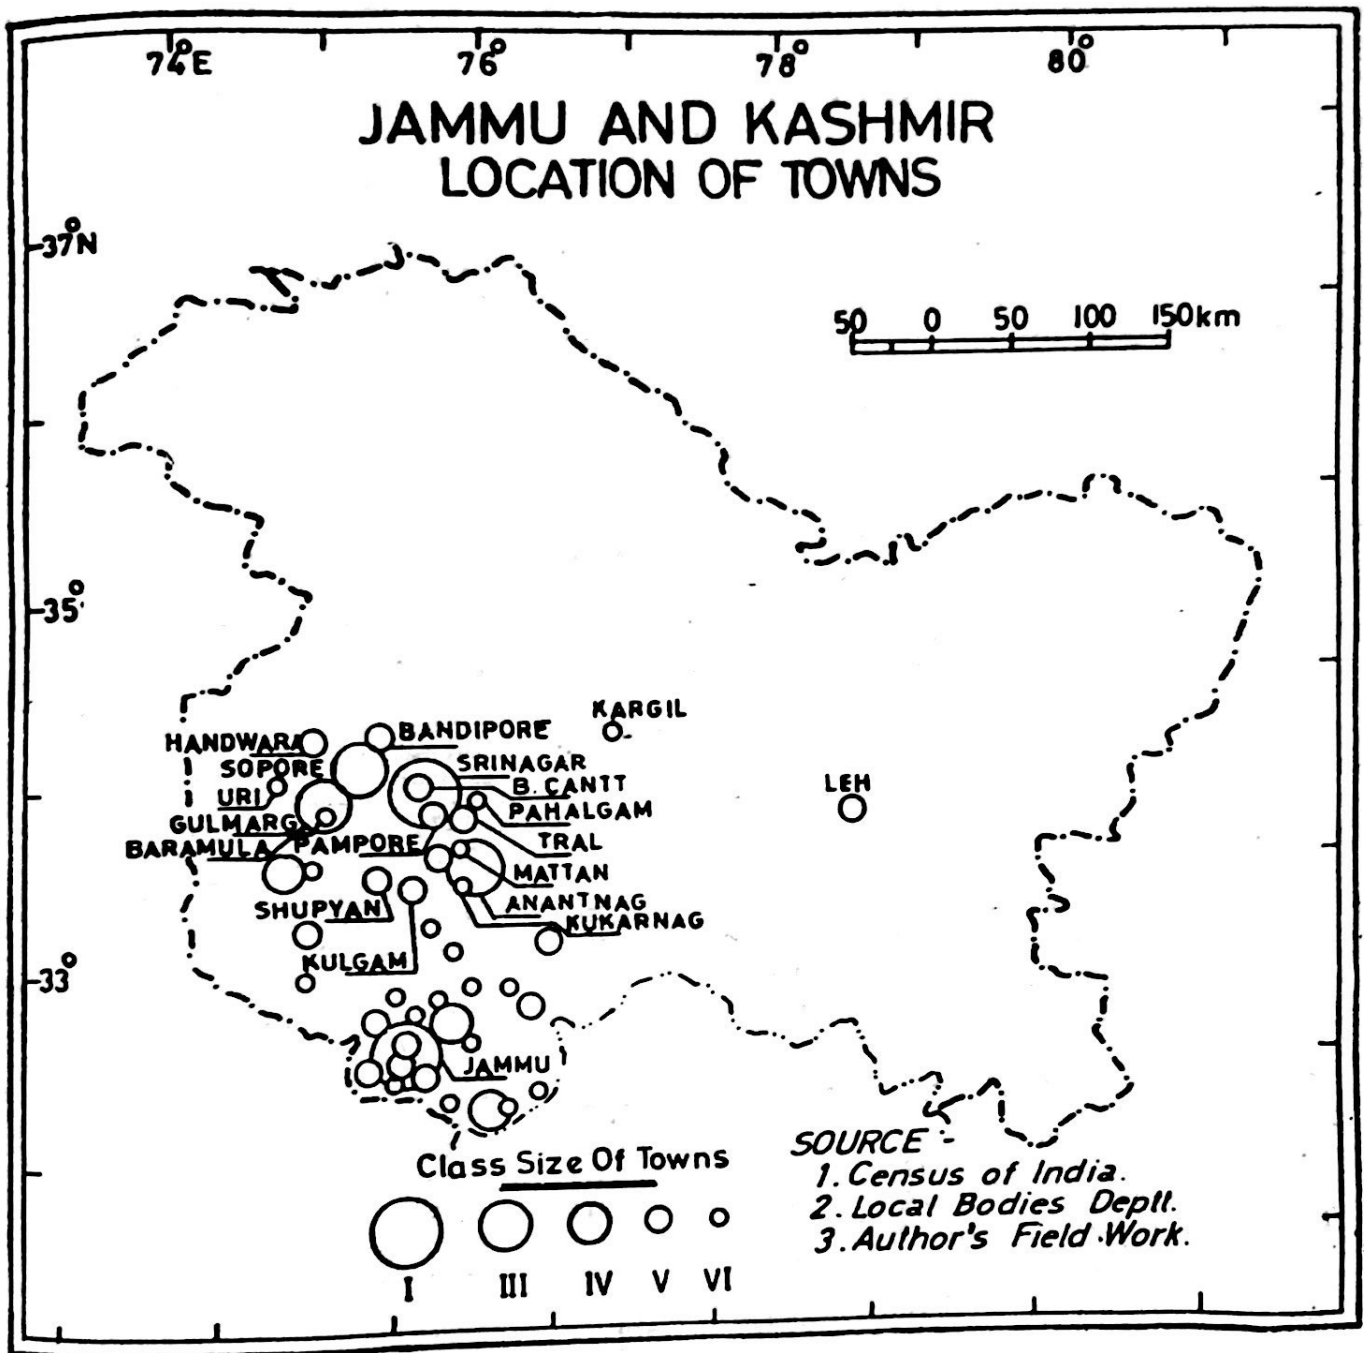 74°E 76° 78° 80°
JAMMU AND KASHMIR
LOCATION OF TOWNS
37°N
50 0 50 100 150km
35°
KARGIL
HANDWARA
BANDIPORE
SOPORE
SRINAGAR
URI
B. CANTT
LEH
GULMARG
PAHALGAM
BARAMULA
PAMPORE
TRAL
MATTAN
SHUPYAN
ANANTNAG
KUKARNAG
KULGAM
33°
JAMMU
Class Size Of Towns
I III IV V VI
SOURCE :-
1. Census of India.
2. Local Bodies Deptt.
3. Author's Field Work.